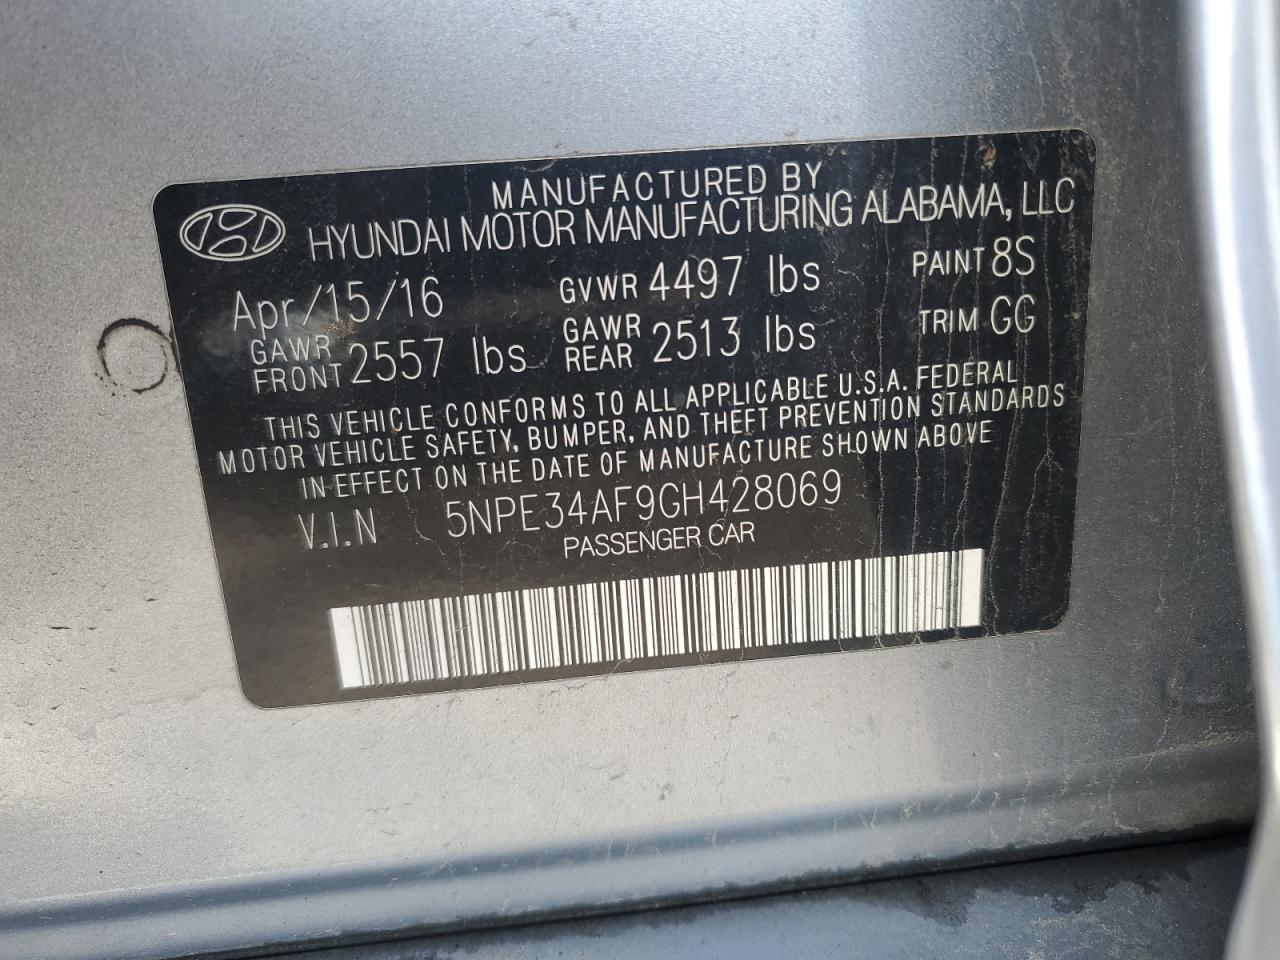 MANUFACTURED BY
HYUNDAI MOTOR MANUFACTURING ALABAMA, LLC
Apr/15/16 GVWR 4497 lbs PAINT 8S
GAWR FRONT 2557 lbs GAWR REAR 2513 lbs TRIM GG
THIS VEHICLE CONFORMS TO ALL APPLICABLE U.S.A. FEDERAL
MOTOR VEHICLE SAFETY, BUMPER, AND THEFT PREVENTION STANDARDS
IN EFFECT ON THE DATE OF MANUFACTURE SHOWN ABOVE
V.I.N 5NPE34AF9GH428069
PASSENGER CAR